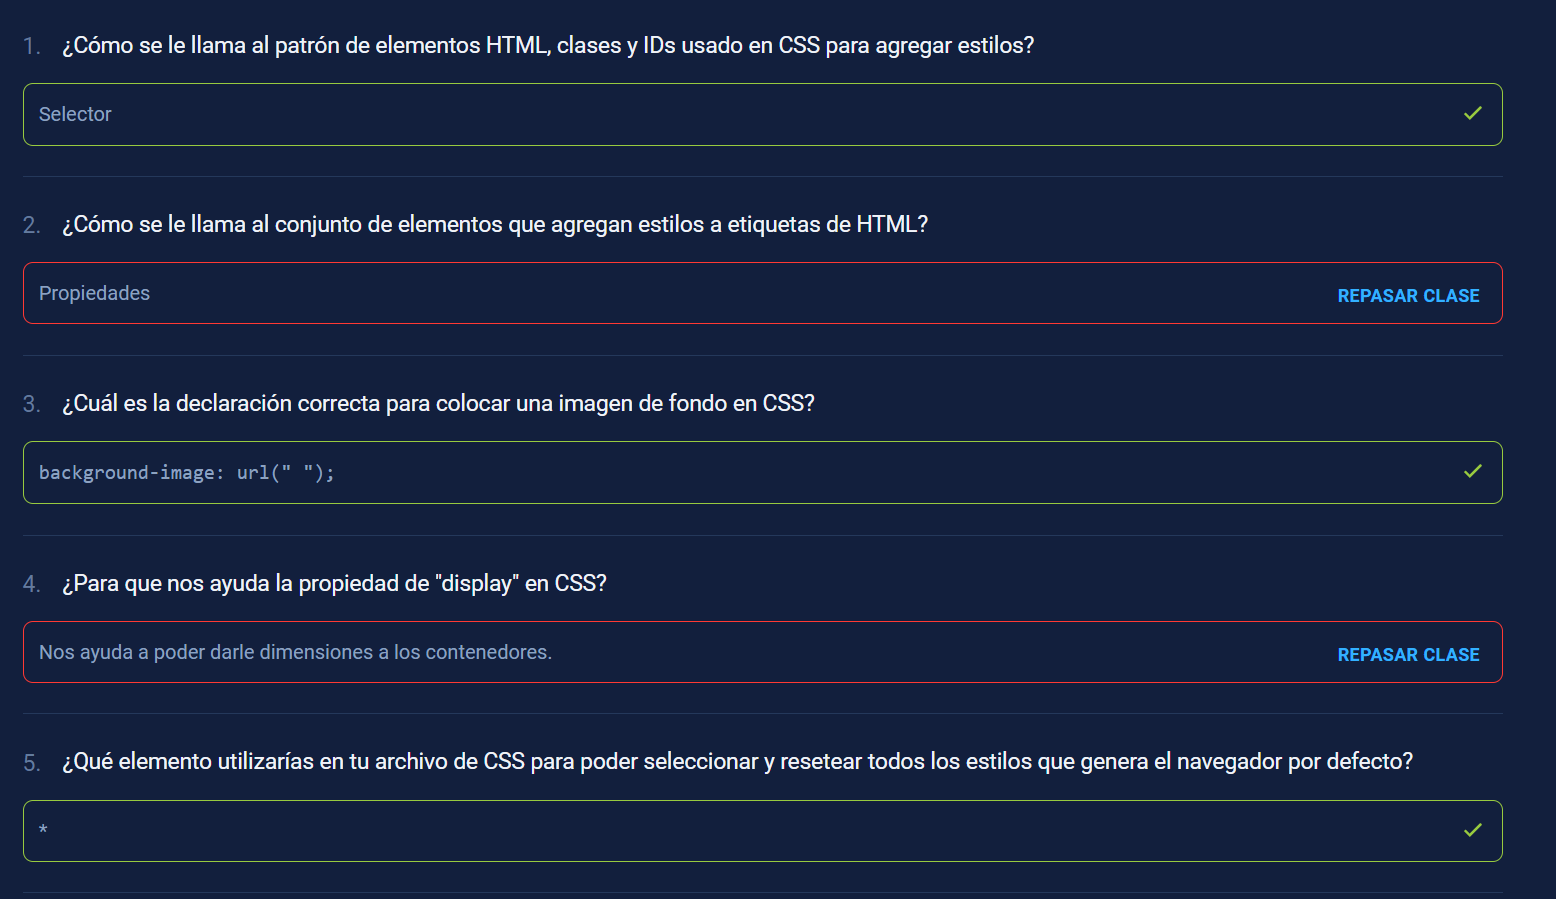 1. ¿Cómo se le llama al patrón de elementos HTML, clases y IDs usado en CSS para agregar estilos?
Selector
2. ¿Cómo se le llama al conjunto de elementos que agregan estilos a etiquetas de HTML?
Propiedades REPASAR CLASE
3. ¿Cuál es la declaración correcta para colocar una imagen de fondo en CSS?
background-image: url(" ");
4. ¿Para que nos ayuda la propiedad de "display" en CSS?
Nos ayuda a poder darle dimensiones a los contenedores. REPASAR CLASE
5. ¿Qué elemento utilizarías en tu archivo de CSS para poder seleccionar y resetear todos los estilos que genera el navegador por defecto?
*